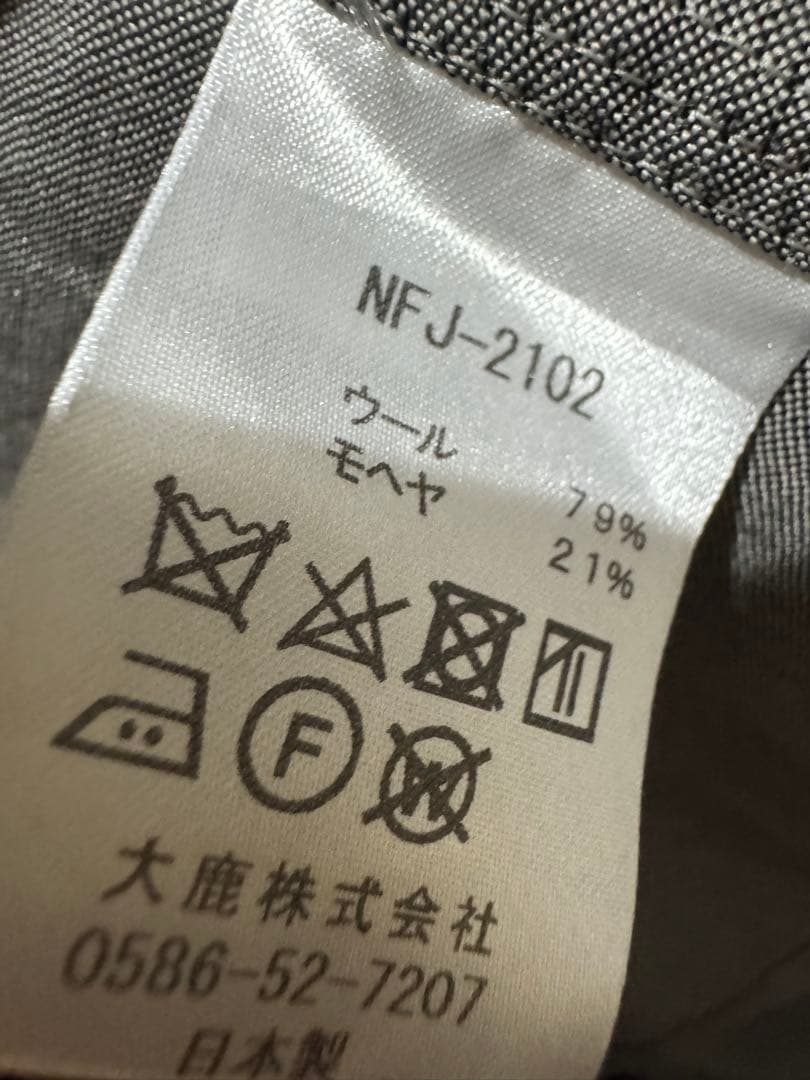 NFJ-2102
ウール 79%
モヘヤ 21%
F
W
大鹿株式会社
0586-52-7207
日本製